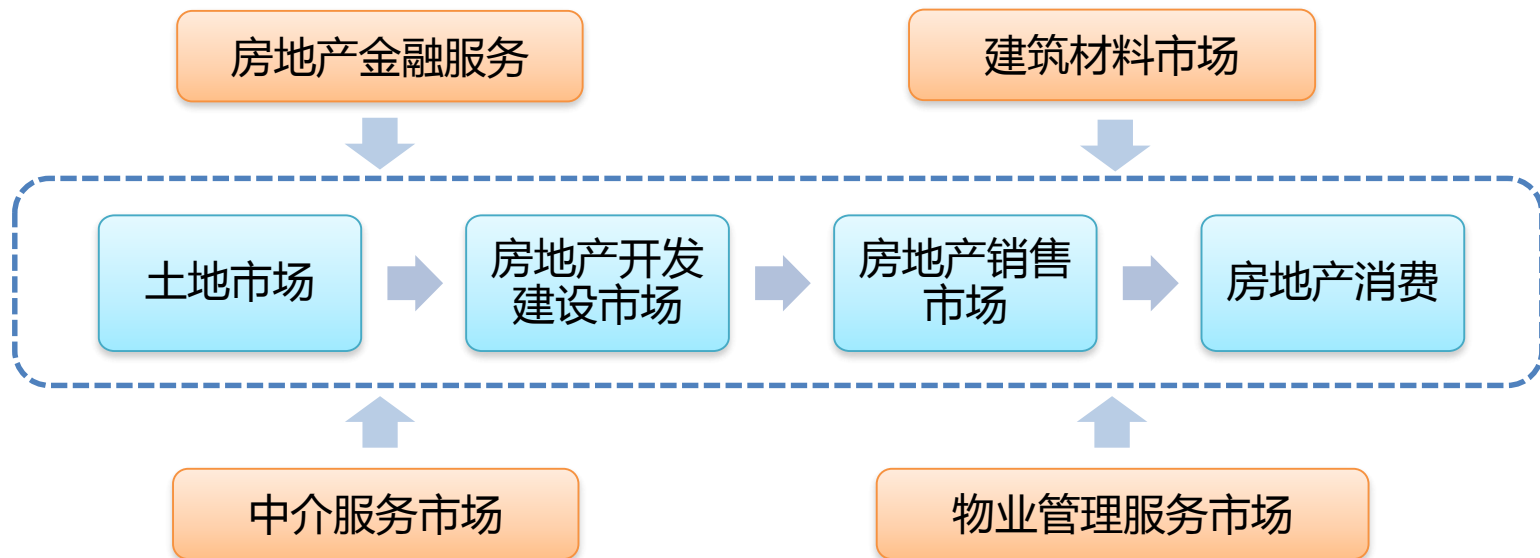 房地产金融服务
建筑材料市场
土地市场
房地产开发
建设市场
房地产销售
市场
房地产消费
中介服务市场
物业管理服务市场